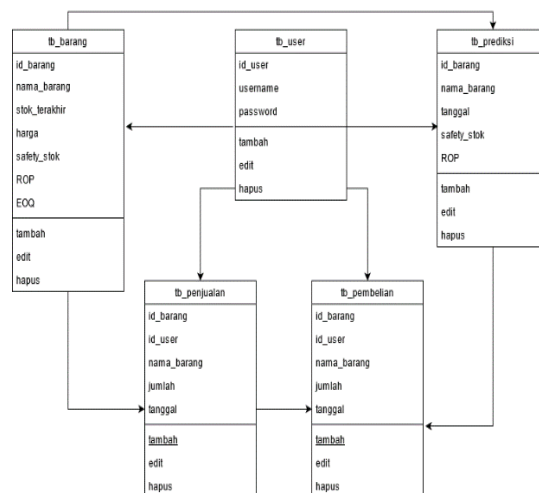 tb_barang
id_barang
nama_barang
stok_terakhir
harga
safety_stok
ROP
EOQ
tambah
edit
hapus
tb_user
id_user
username
password
tambah
edit
hapus
tb_prediksi
id_barang
nama_barang
tanggal
safety_stok
ROP
tambah
edit
hapus
tb_penjualan
id_barang
id_user
nama_barang
jumlah
tanggal
tambah
edit
hapus
tb_pembelian
id_barang
id_user
nama_barang
jumlah
tanggal
tambah
edit
hapus